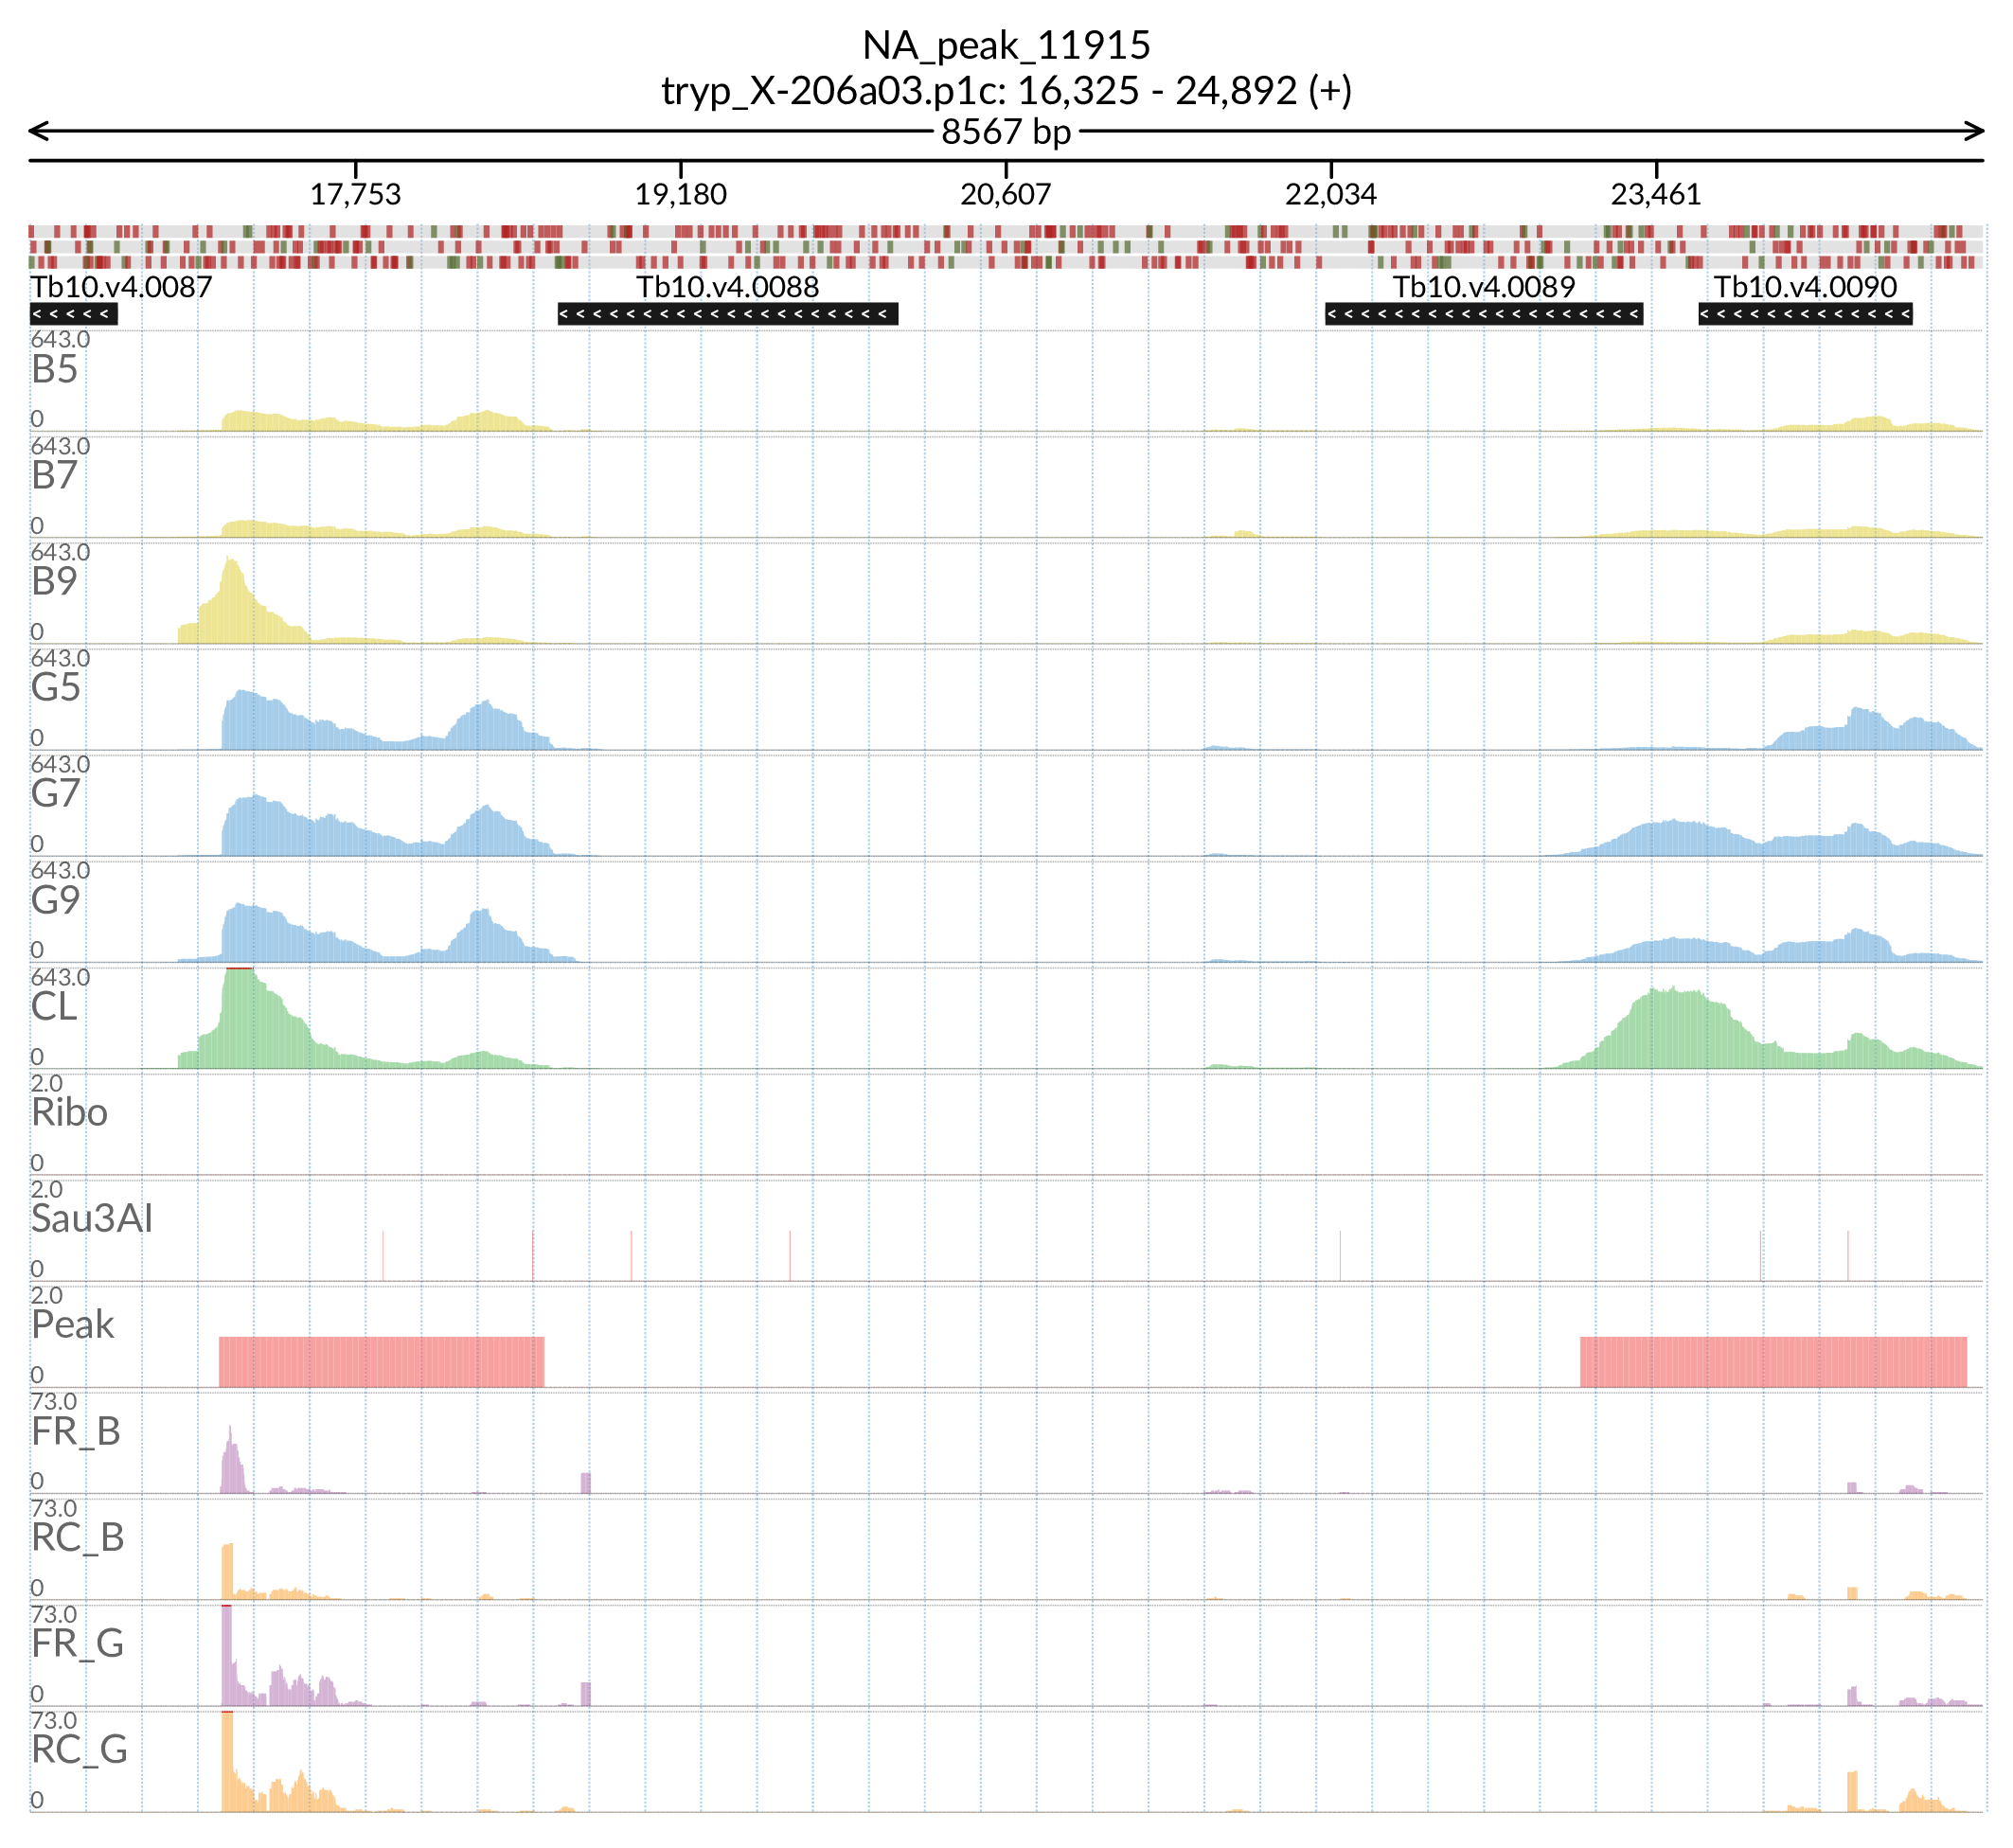 NA_peak_11915
tryp_X-206a03.p1c: 16,325 - 24,892 (+)
8567 bp
17,753 19,180 20,607 22,034 23,461
Tb10.v4.0087 Tb10.v4.0088 Tb10.v4.0089 Tb10.v4.0090
643.0
B5
0
643.0
B7
0
643.0
B9
0
643.0
G5
0
643.0
G7
0
643.0
G9
0
643.0
CL
0
2.0
Ribo
0
2.0
Sau3AI
0
2.0
Peak
0
73.0
FR_B
0
73.0
RC_B
0
73.0
FR_G
0
73.0
RC_G
0